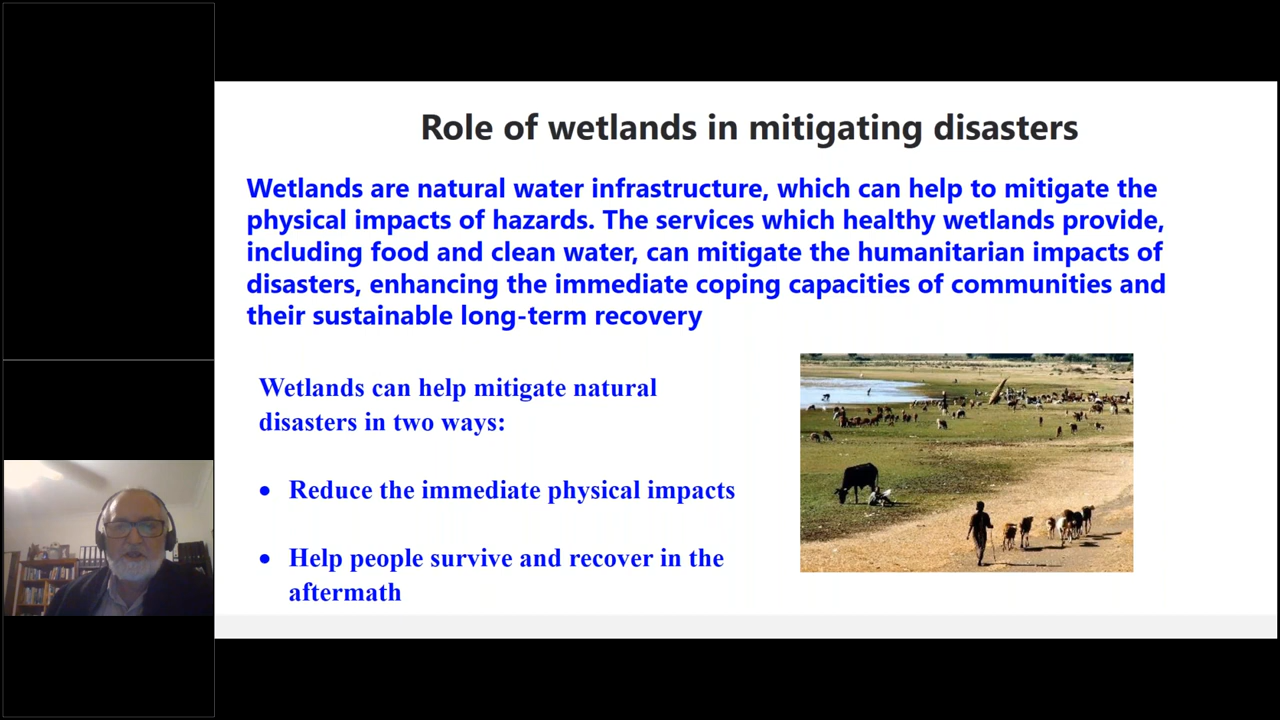 Role of wetlands in mitigating disasters
Wetlands are natural water infrastructure, which can help to mitigate the
physical impacts of hazards. The services which healthy wetlands provide,
including food and clean water, can mitigate the humanitarian impacts of
disasters, enhancing the immediate coping capacities of communities and
their sustainable long-term recovery
Wetlands can help mitigate natural
disasters in two ways:
• Reduce the immediate physical impacts
• Help people survive and recover in the
aftermath